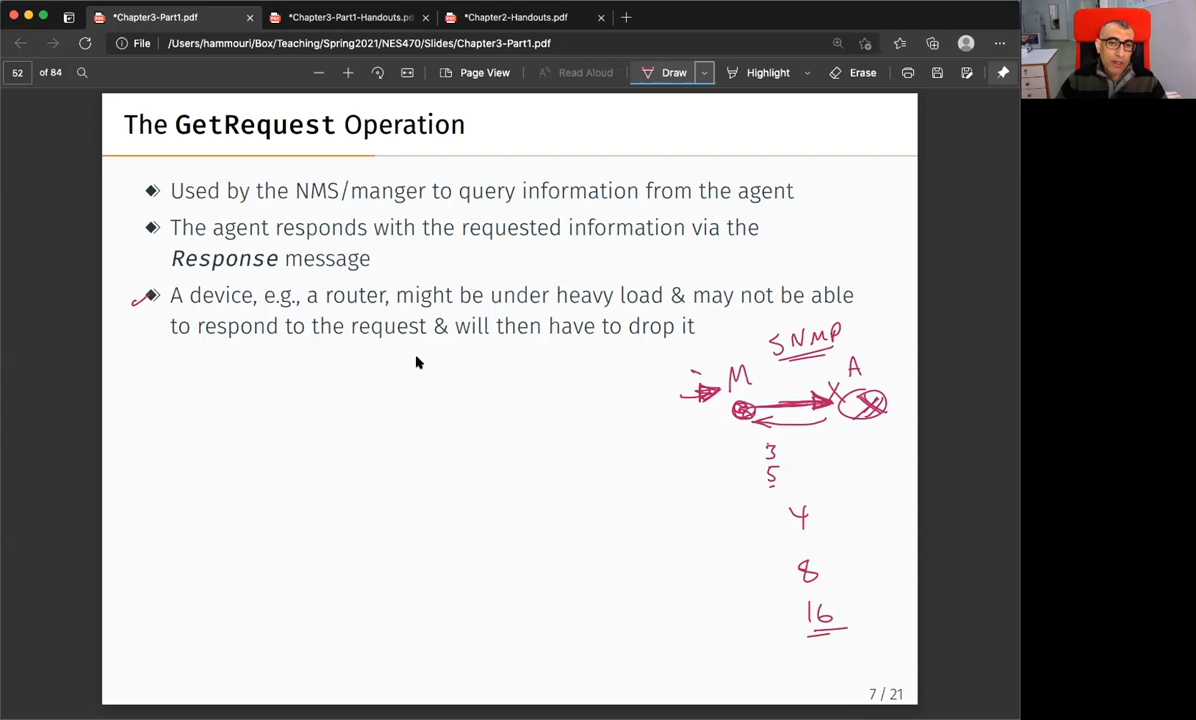 *Chapter3-Part1.pdf
*Chapter3-Part1-Handouts.pd
*Chapter2-Handouts.pdf
File /Users/hammouri/Box/Teaching/Spring2021/NES470/Slides/Chapter3-Part1.pdf
52 of 84
Page View
Read Aloud
Draw
Highlight
Erase
The GetRequest Operation
Used by the NMS/manger to query information from the agent
The agent responds with the requested information via the
Response message
A device, e.g., a router, might be under heavy load & may not be able
to respond to the request & will then have to drop it
SNMP
M A
3
5
4
8
16
7 / 21